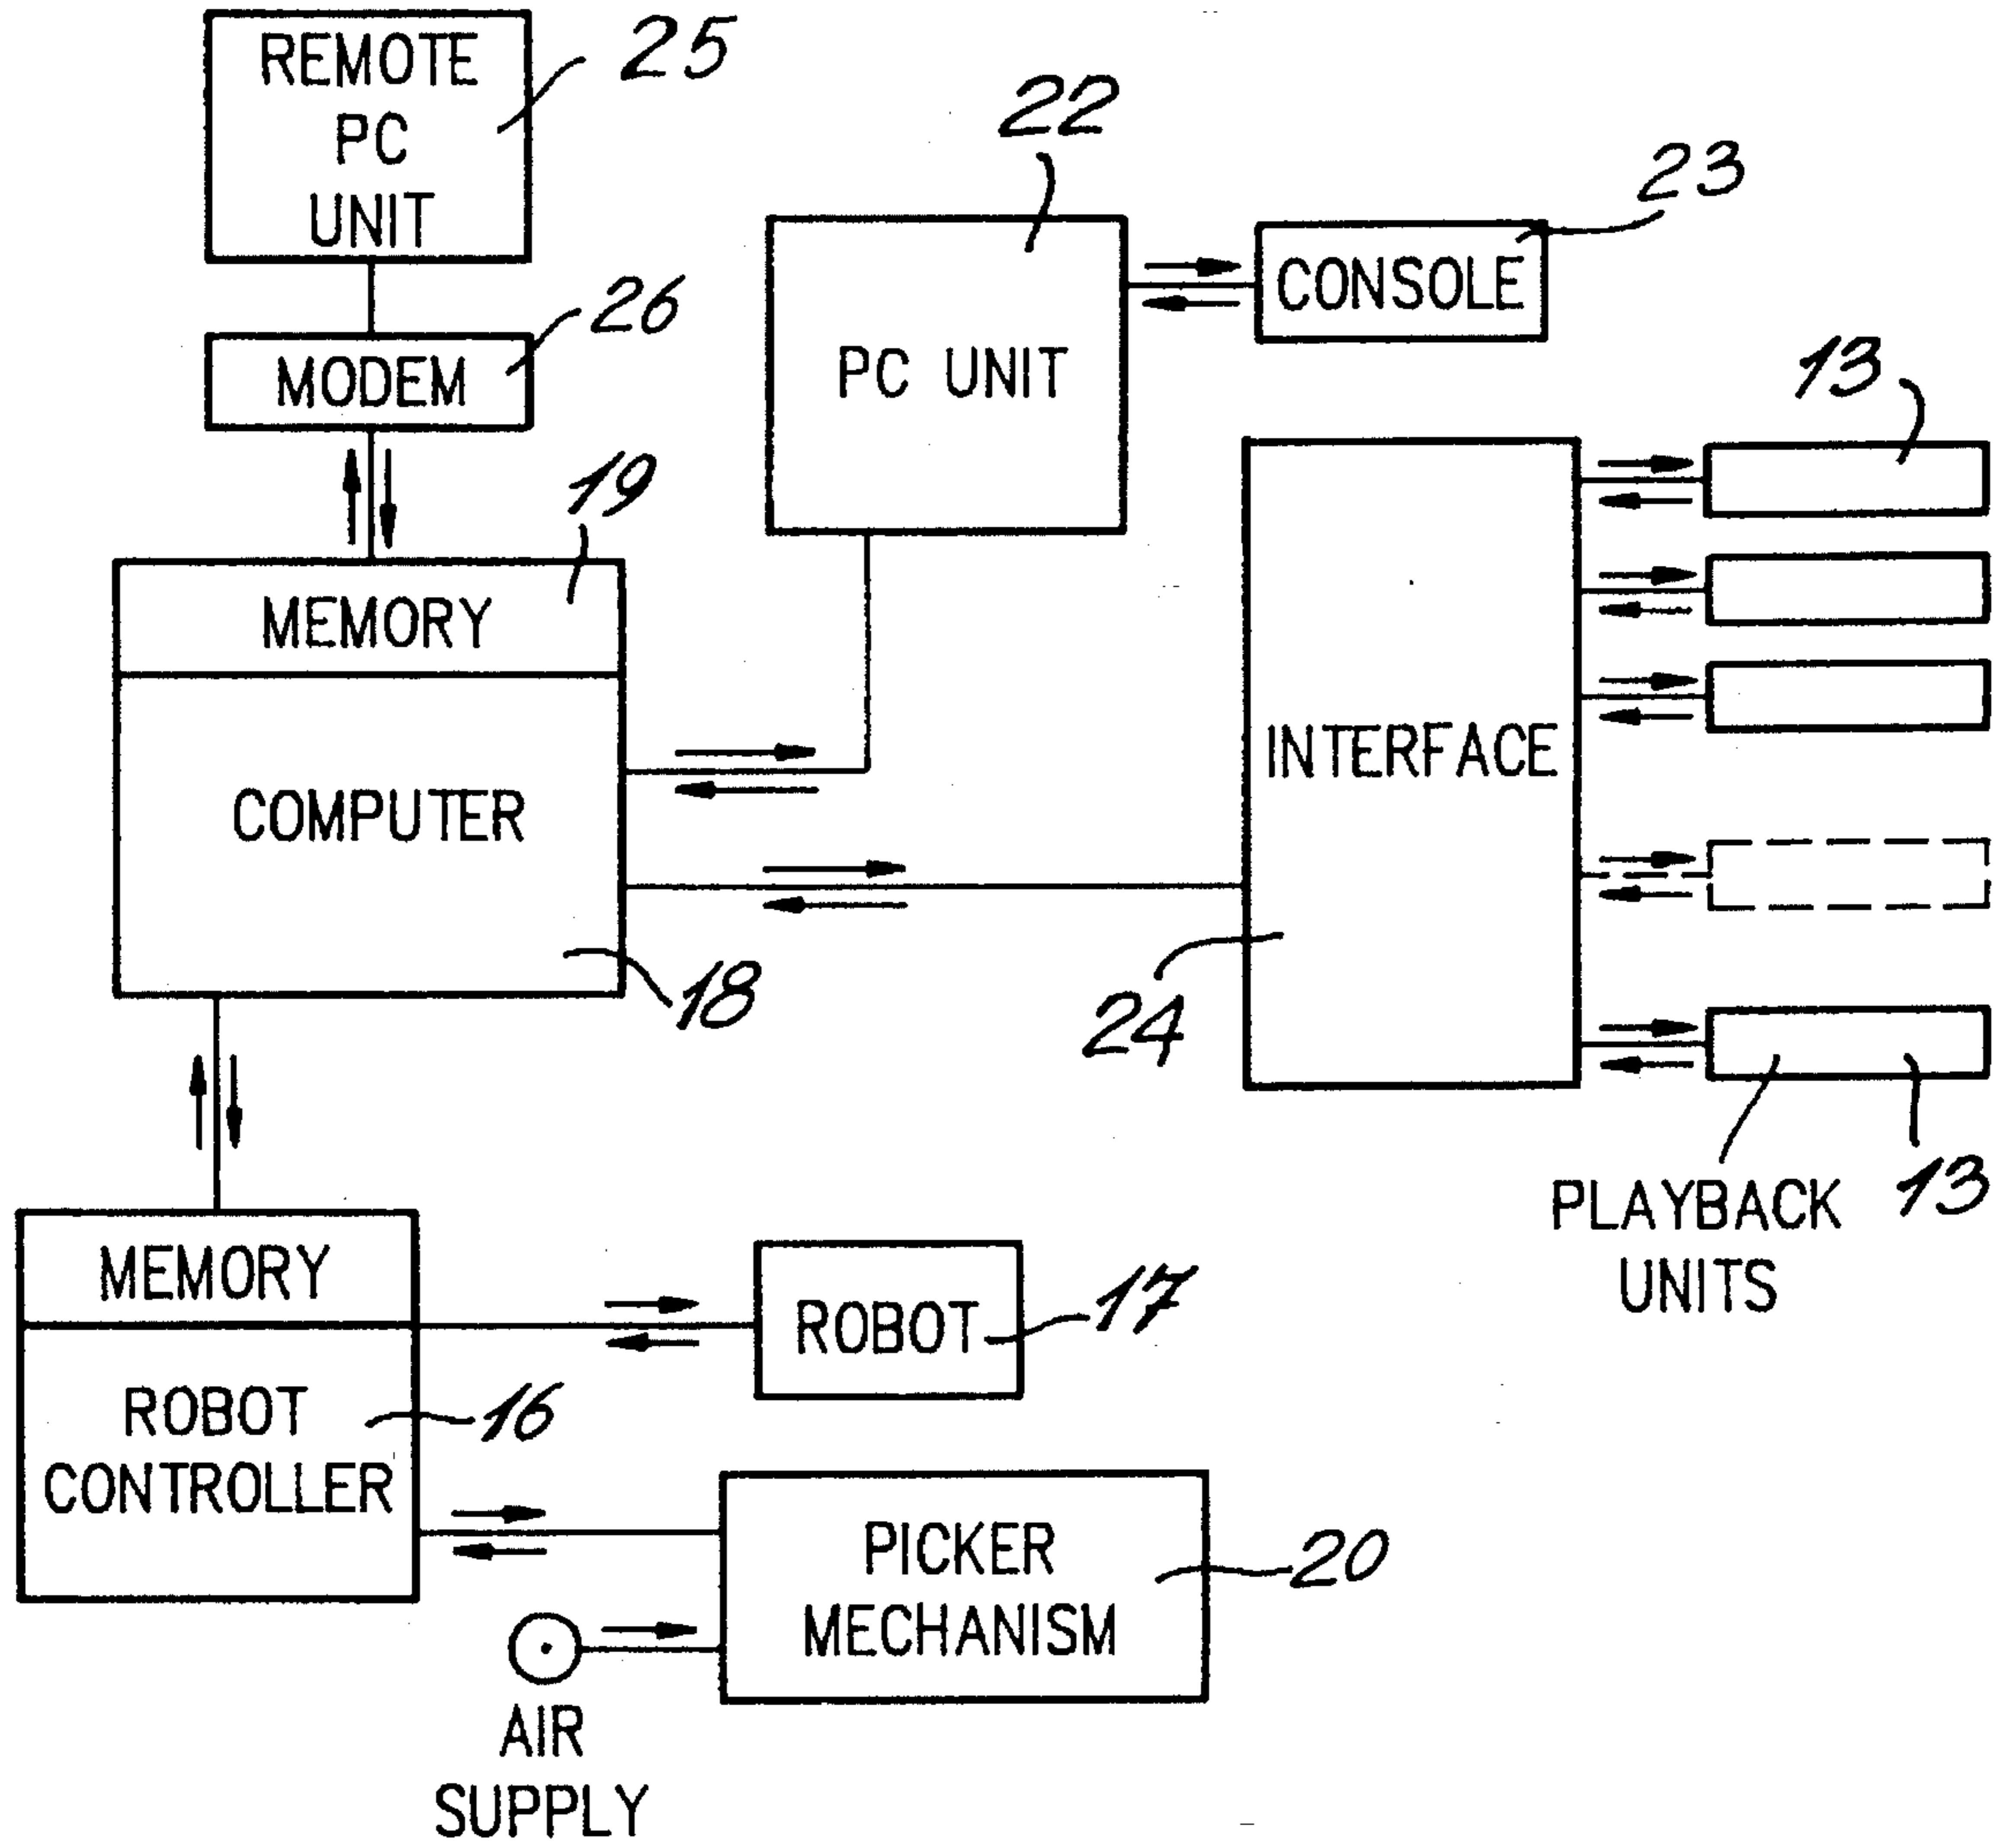 REMOTE
PC
UNIT
25
MODEM
26
22
PC UNIT
CONSOLE
23
13
MEMORY
19
COMPUTER
18
INTERFACE
24
PLAYBACK
UNITS
13
MEMORY
ROBOT
CONTROLLER
16
ROBOT
17
PICKER
MECHANISM
20
AIR
SUPPLY